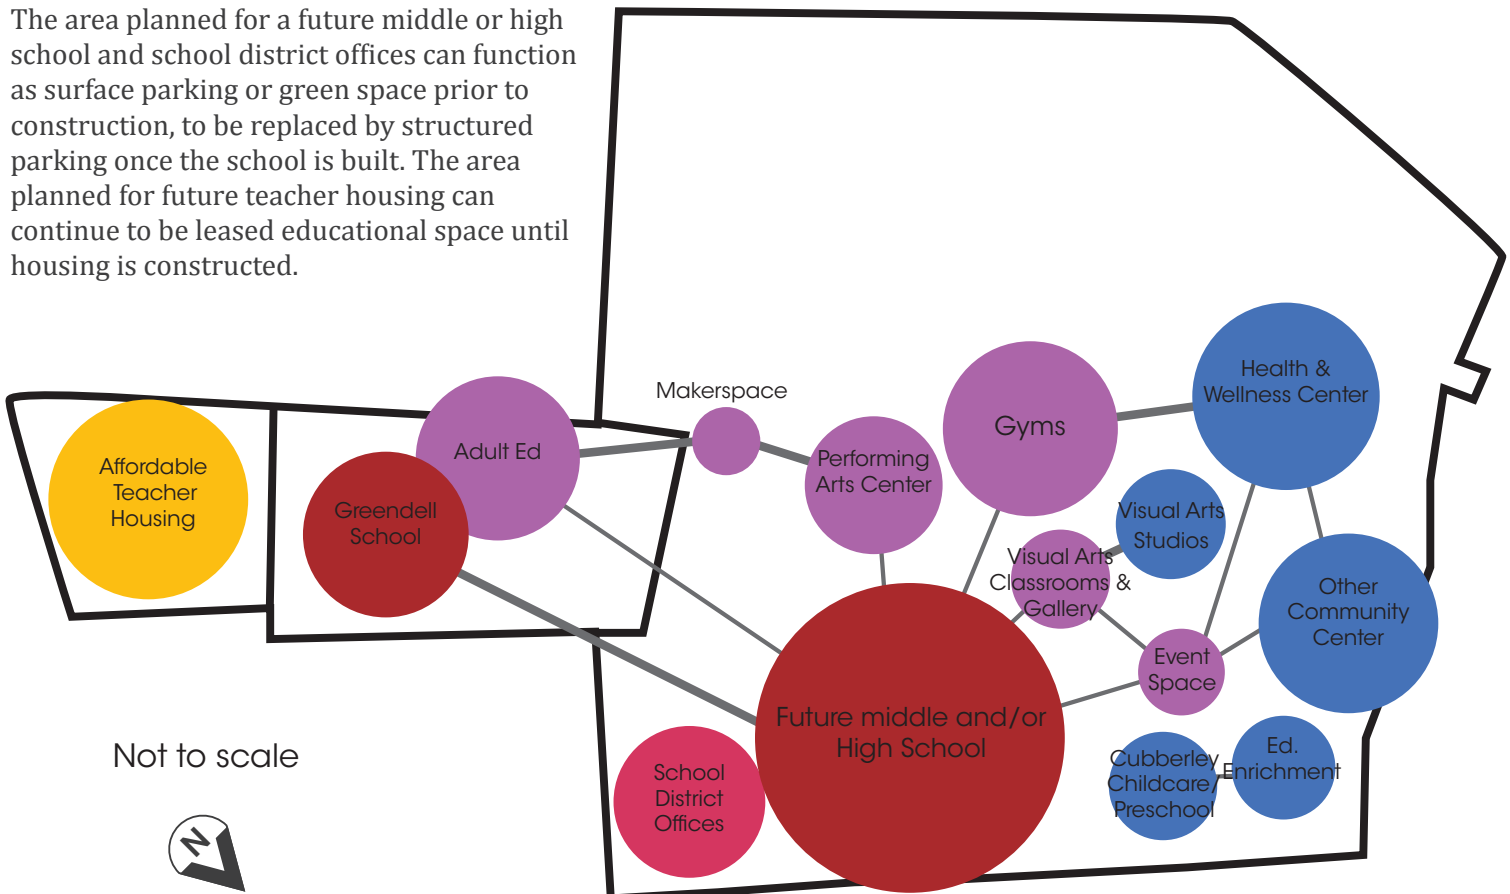 The area planned for a future middle or high
school and school district offices can function
as surface parking or green space prior to
construction, to be replaced by structured
parking once the school is built. The area
planned for future teacher housing can
continue to be leased educational space until
housing is constructed.
Makerspace
Health &
Wellness Center
Gyms
Adult Ed
Performing
Arts Center
Affordable
Teacher
Housing
Greendell
School
Visual Arts
Studios
Visual Arts
Classrooms &
Gallery
Other
Community
Center
Event
Space
Future middle and/or
High School
School
District
Offices
Cubberley
Childcare/
Preschool
Ed.
Enrichment
Not to scale
N